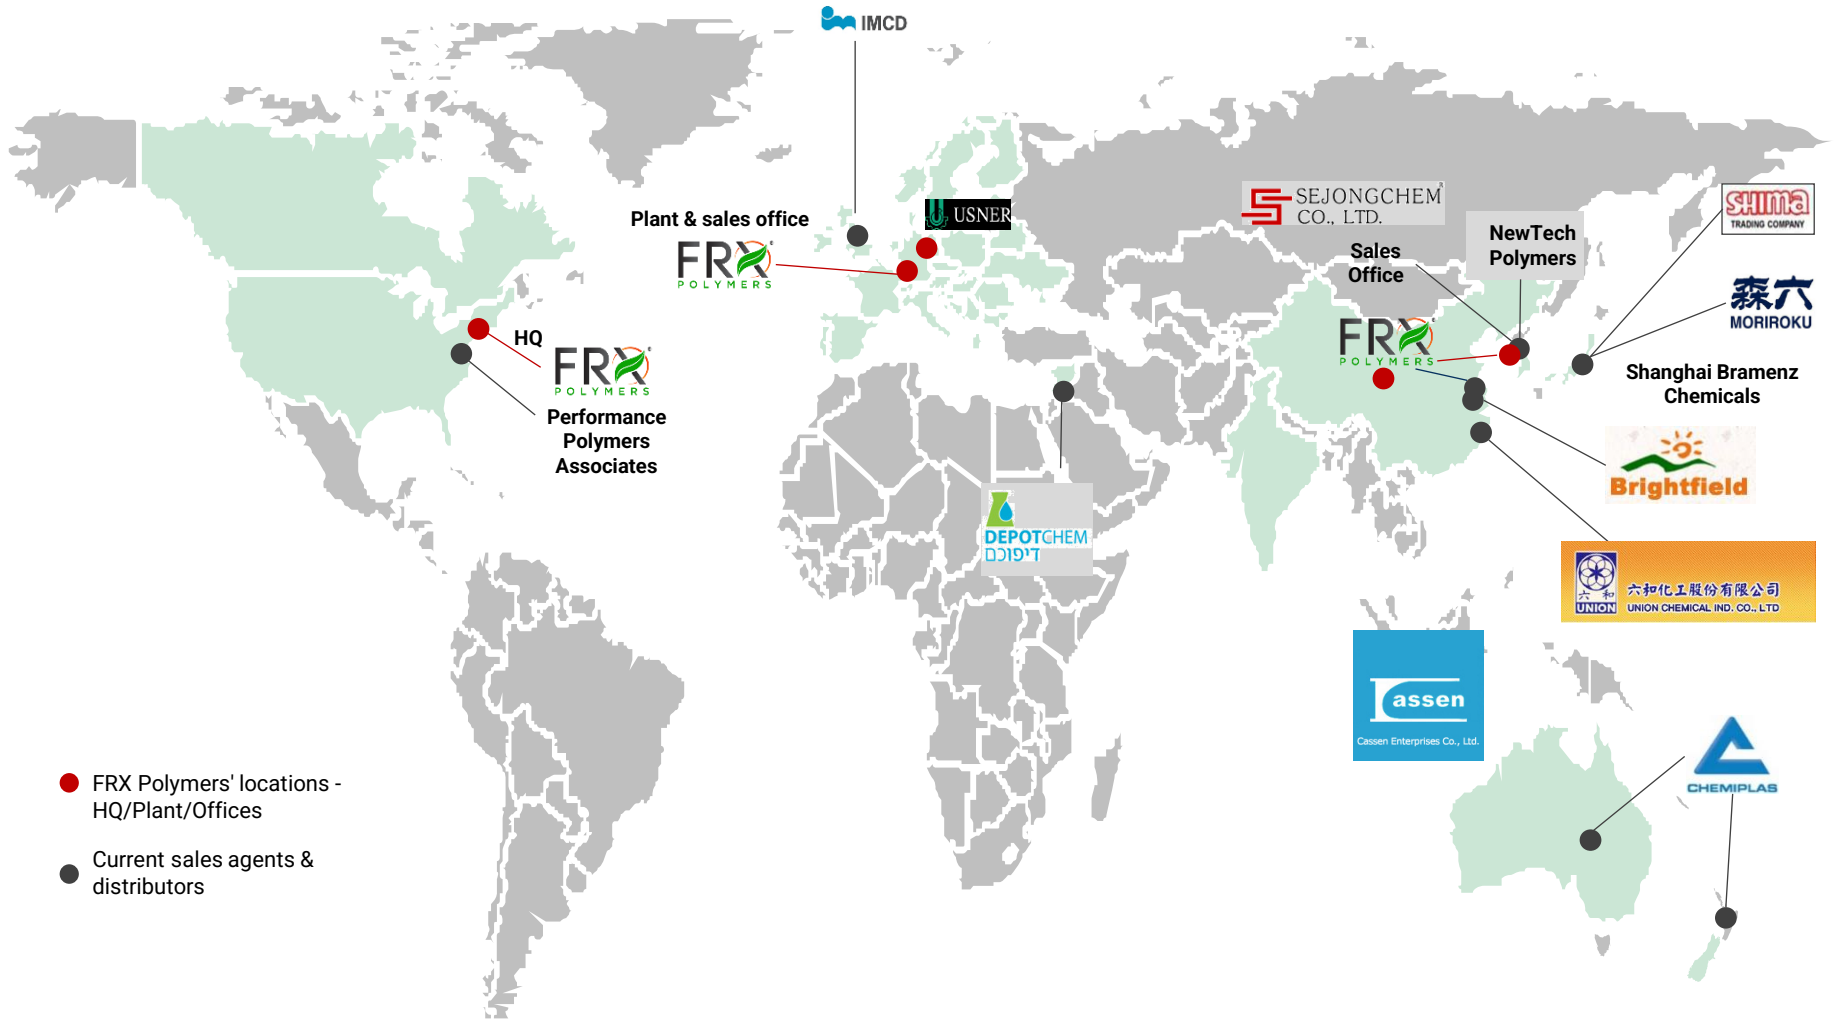 IMCD
Plant & sales office
FRX
POLYMERS
USNER
SEJONGCHEM
CO., LTD.
Sales
Office
NewTech
Polymers
SHIMA
TRADING COMPANY
森六
MORIROKU
HQ
FRX
POLYMERS
FRX
POLYMERS
Shanghai Bramenz
Chemicals
Performance
Polymers
Associates
Brightfield
DEPOTCHEM
דיפוכם
六和
UNION
六和化工股份有限公司
UNION CHEMICAL IND. CO., LTD
Cassen
Cassen Enterprises Co., Ltd.
CHEMIPLAS
FRX Polymers' locations -
HQ/Plant/Offices
Current sales agents &
distributors